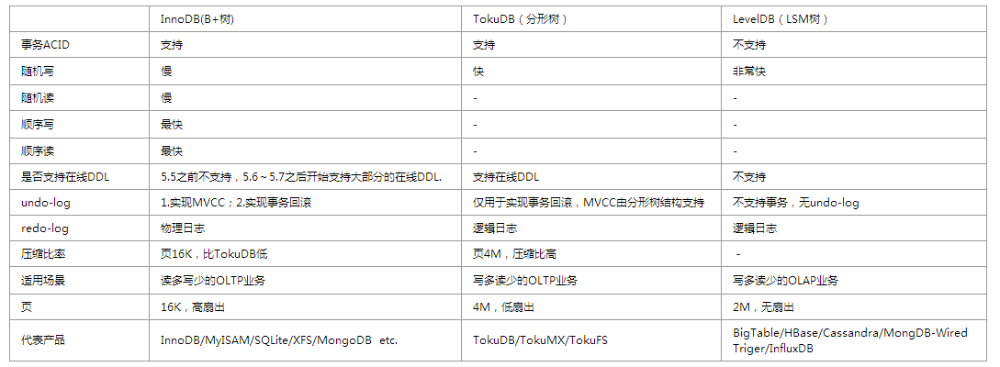 InnoDB(B+树) TokuDB（分形树） LevelDB（LSM树）
事务ACID 支持 支持 不支持
随机写 慢 快 非常快
随机读 慢 - -
顺序写 最快 - -
顺序读 最快 - -
是否支持在线DDL 5.5之前不支持，5.6～5.7之后开始支持大部分的在线DDL. 支持在线DDL 不支持
undo-log 1.实现MVCC；2.实现事务回滚 仅用于实现事务回滚，MVCC由分形树结构支持 不支持事务，无undo-log
redo-log 物理日志 逻辑日志 逻辑日志
压缩比率 页16K，比TokuDB低 页4M，压缩比高 -
适用场景 读多写少的OLTP业务 写多读少的OLTP业务 写多读少的OLAP业务
页 16K，高扇出 4M，低扇出 2M，无扇出
代表产品 InnoDB/MyISAM/SQLite/XFS/MongoDB etc. TokuDB/TokuMX/TokuFS BigTable/HBase/Cassandra/MongDB-Wired
Triger/InfluxDB